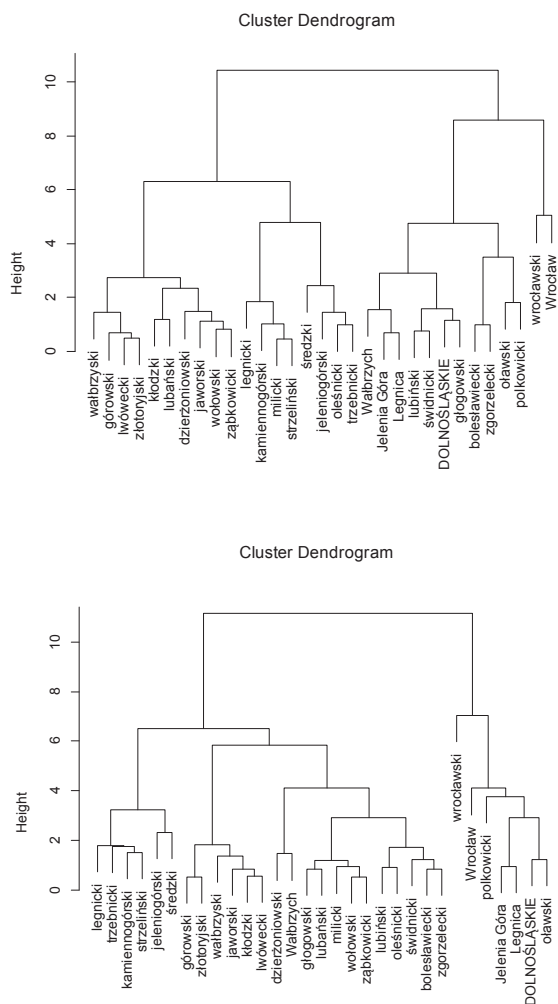 Cluster Dendrogram
Height
10
8
6
4
2
0
wałbrzyski
górowski
lwówecki
złotoryjski
kłodzki
lubański
dzierżoniowski
jaworski
wołowski
ząbkowicki
legnicki
kamiennogórski
milicki
strzeliński
średzki
jeleniogórski
oleśnicki
trzebnicki
Wałbrzych
Jelenia Góra
Legnica
lubiński
świdnicki
DOLNOŚLĄSKIE
głogowski
bolesławiecki
zgorzelecki
oławski
polkowicki
wrocławski
Wrocław
Cluster Dendrogram
Height
10
8
6
4
2
0
legnicki
trzebnicki
kamiennogórski
strzeliński
jeleniogórski
średzki
górowski
złotoryjski
wałbrzyski
jaworski
kłodzki
lwówecki
dzierżoniowski
Wałbrzych
głogowski
lubański
milicki
wołowski
ząbkowicki
lubiński
oleśnicki
świdnicki
bolesławiecki
zgorzelecki
wrocławski
Wrocław
polkowicki
Jelenia Góra
Legnica
DOLNOŚLĄSKIE
oławski